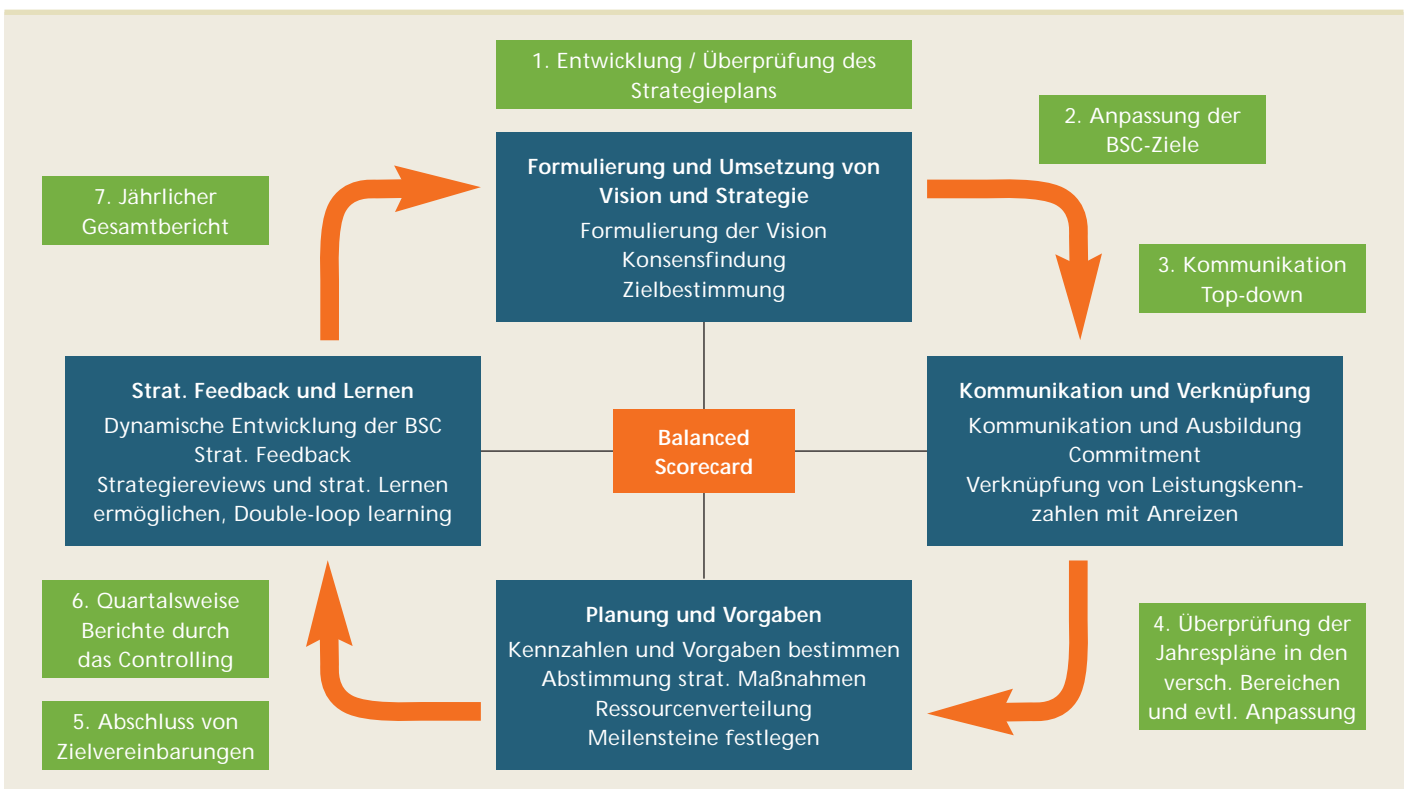 1. Entwicklung / Überprüfung des
Strategieplans
2. Anpassung der
BSC-Ziele
Formulierung und Umsetzung von
Vision und Strategie
Formulierung der Vision
Konsensfindung
Zielbestimmung
7. Jährlicher
Gesamtbericht
3. Kommunikation
Top-down
Strat. Feedback und Lernen
Dynamische Entwicklung der BSC
Strat. Feedback
Strategiereviews und strat. Lernen
ermöglichen, Double-loop learning
Balanced
Scorecard
Kommunikation und Verknüpfung
Kommunikation und Ausbildung
Commitment
Verknüpfung von Leistungskenn-
zahlen mit Anreizen
6. Quartalsweise
Berichte durch
das Controlling
5. Abschluss von
Zielvereinbarungen
Planung und Vorgaben
Kennzahlen und Vorgaben bestimmen
Abstimmung strat. Maßnahmen
Ressourcenverteilung
Meilensteine festlegen
4. Überprüfung der
Jahrespläne in den
versch. Bereichen
und evtl. Anpassung